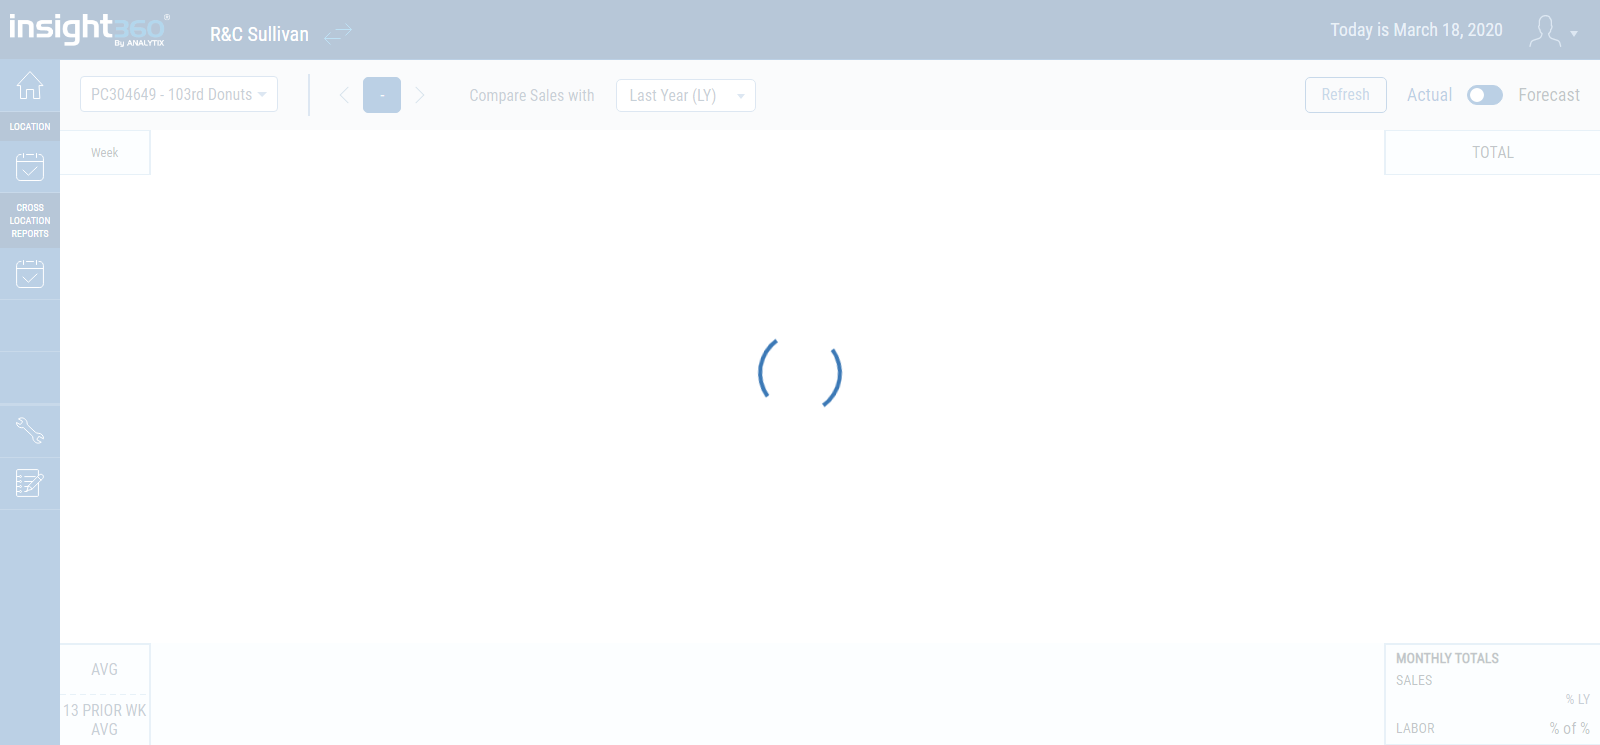 insight360®
By ANALYTIX
R&C Sullivan
Today is March 18, 2020
PC304649 - 103rd Donuts
-
Compare Sales with
Last Year (LY)
Refresh
Actual
Forecast
LOCATION
CROSS
LOCATION
REPORTS
Week
TOTAL
AVG
13 PRIOR WK
AVG
MONTHLY TOTALS
SALES
% LY
LABOR
% of %